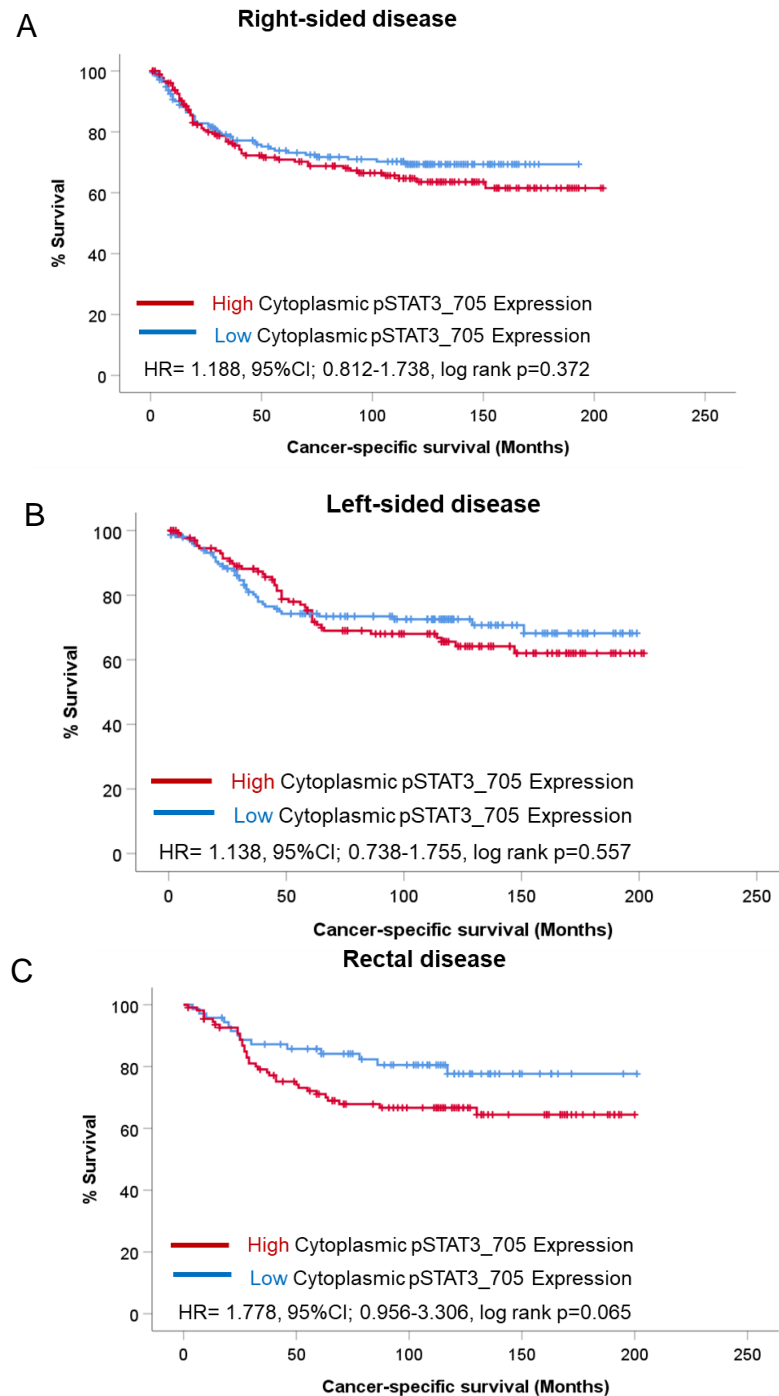 A
Right-sided disease
100
80
60
40
20
0
% Survival
High Cytoplasmic pSTAT3_705 Expression
Low Cytoplasmic pSTAT3_705 Expression
HR= 1.188, 95%CI; 0.812-1.738, log rank p=0.372
0 50 100 150 200 250
Cancer-specific survival (Months)
B
Left-sided disease
100
80
60
40
20
0
% Survival
High Cytoplasmic pSTAT3_705 Expression
Low Cytoplasmic pSTAT3_705 Expression
HR= 1.138, 95%CI; 0.738-1.755, log rank p=0.557
0 50 100 150 200 250
Cancer-specific survival (Months)
C
Rectal disease
100
80
60
40
20
0
% Survival
High Cytoplasmic pSTAT3_705 Expression
Low Cytoplasmic pSTAT3_705 Expression
HR= 1.778, 95%CI; 0.956-3.306, log rank p=0.065
0 50 100 150 200 250
Cancer-specific survival (Months)